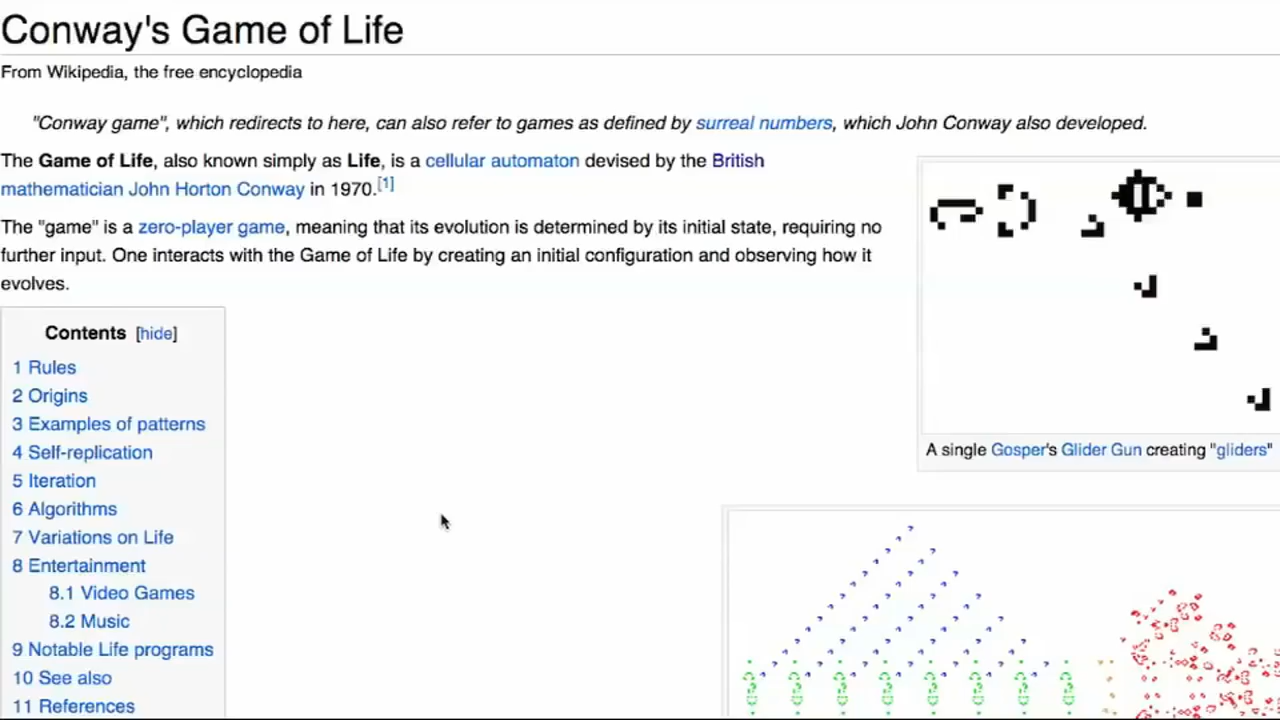 Conway's Game of Life
From Wikipedia, the free encyclopedia
"Conway game", which redirects to here, can also refer to games as defined by surreal numbers, which John Conway also developed.
The Game of Life, also known simply as Life, is a cellular automaton devised by the British
mathematician John Horton Conway in 1970.[1]
The "game" is a zero-player game, meaning that its evolution is determined by its initial state, requiring no
further input. One interacts with the Game of Life by creating an initial configuration and observing how it
evolves.
Contents [hide]
1 Rules
2 Origins
3 Examples of patterns
4 Self-replication
5 Iteration
6 Algorithms
7 Variations on Life
8 Entertainment
8.1 Video Games
8.2 Music
9 Notable Life programs
10 See also
11 References
A single Gosper's Glider Gun creating "gliders"